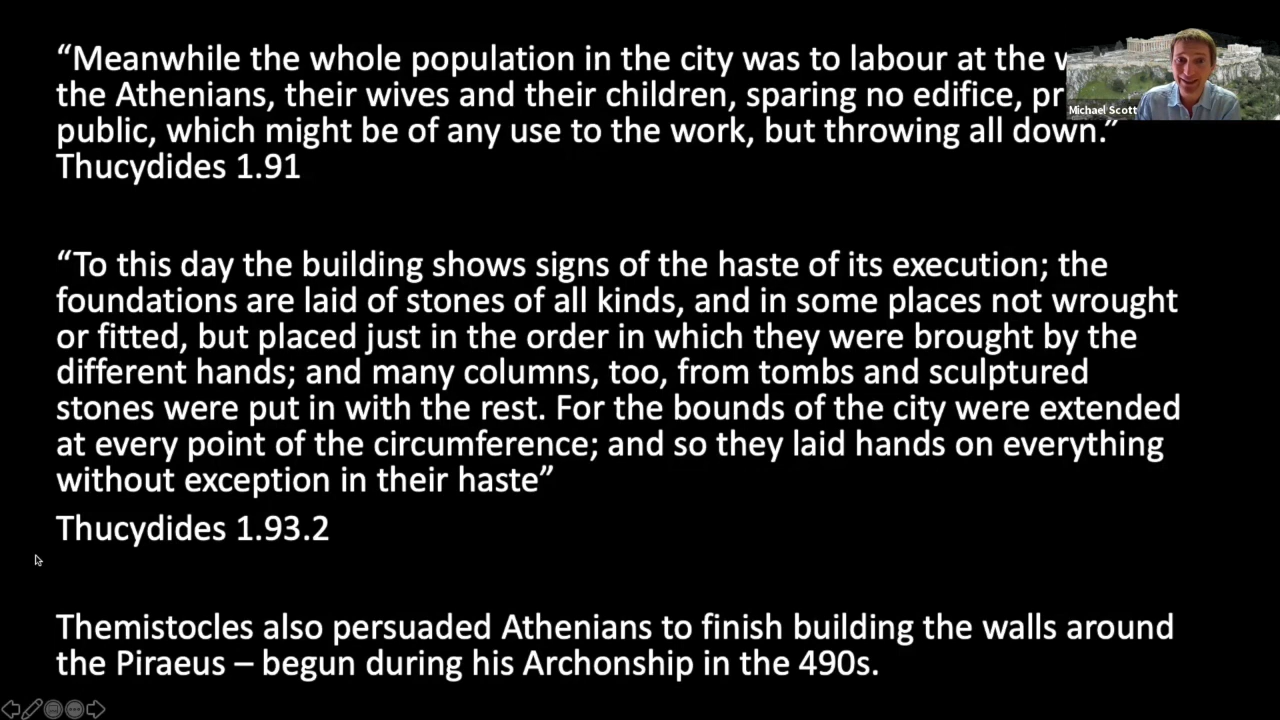 “Meanwhile the whole population in the city was to labour at the
the Athenians, their wives and their children, sparing no edifice,
public, which might be of any use to the work, but throwing all down.”
Thucydides 1.91
Michael Scott
“To this day the building shows signs of the haste of its execution; the
foundations are laid of stones of all kinds, and in some places not wrought
or fitted, but placed just in the order in which they were brought by the
different hands; and many columns, too, from tombs and sculptured
stones were put in with the rest. For the bounds of the city were extended
at every point of the circumference; and so they laid hands on everything
without exception in their haste”
Thucydides 1.93.2
Themistocles also persuaded Athenians to finish building the walls around
the Piraeus – begun during his Archonship in the 490s.